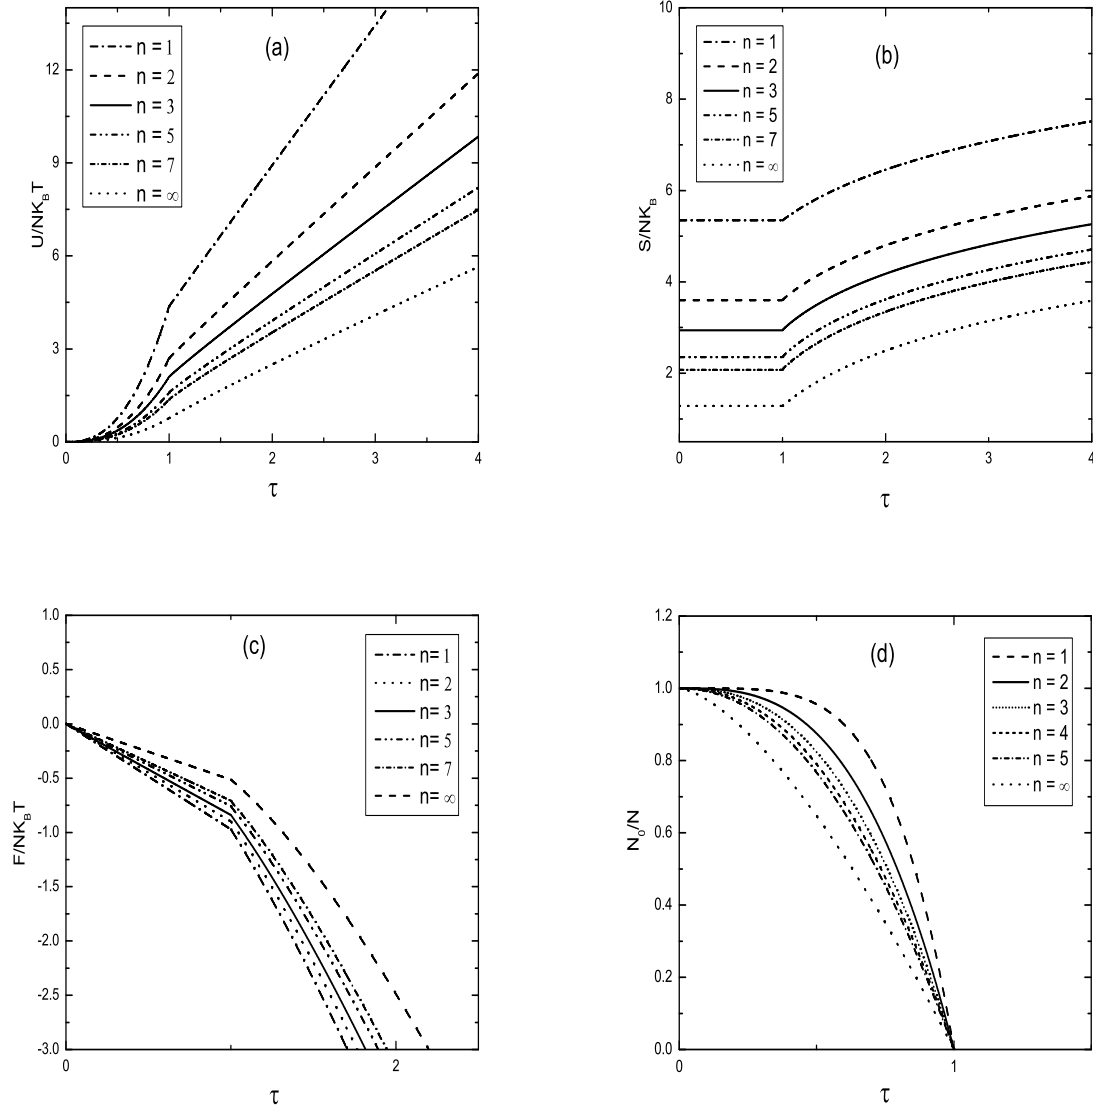 (a)
n = 1
n = 2
n = 3
n = 5
n = 7
n = ∞
12
9
6
3
0
U/NK_B T
0 1 2 3 4
τ
(b)
n = 1
n = 2
n = 3
n = 5
n = 7
n = ∞
10
8
6
4
2
S/NK_B
0 1 2 3 4
τ
(c)
n= 1
n= 2
n= 3
n= 5
n= 7
n= ∞
1.0
0.5
0.0
-0.5
-1.0
-1.5
-2.0
-2.5
-3.0
F/NK_B T
0 2
τ
(d)
n = 1
n = 2
n = 3
n = 4
n = 5
n = ∞
1.2
1.0
0.8
0.6
0.4
0.2
0.0
N_0/N
0 1
τ